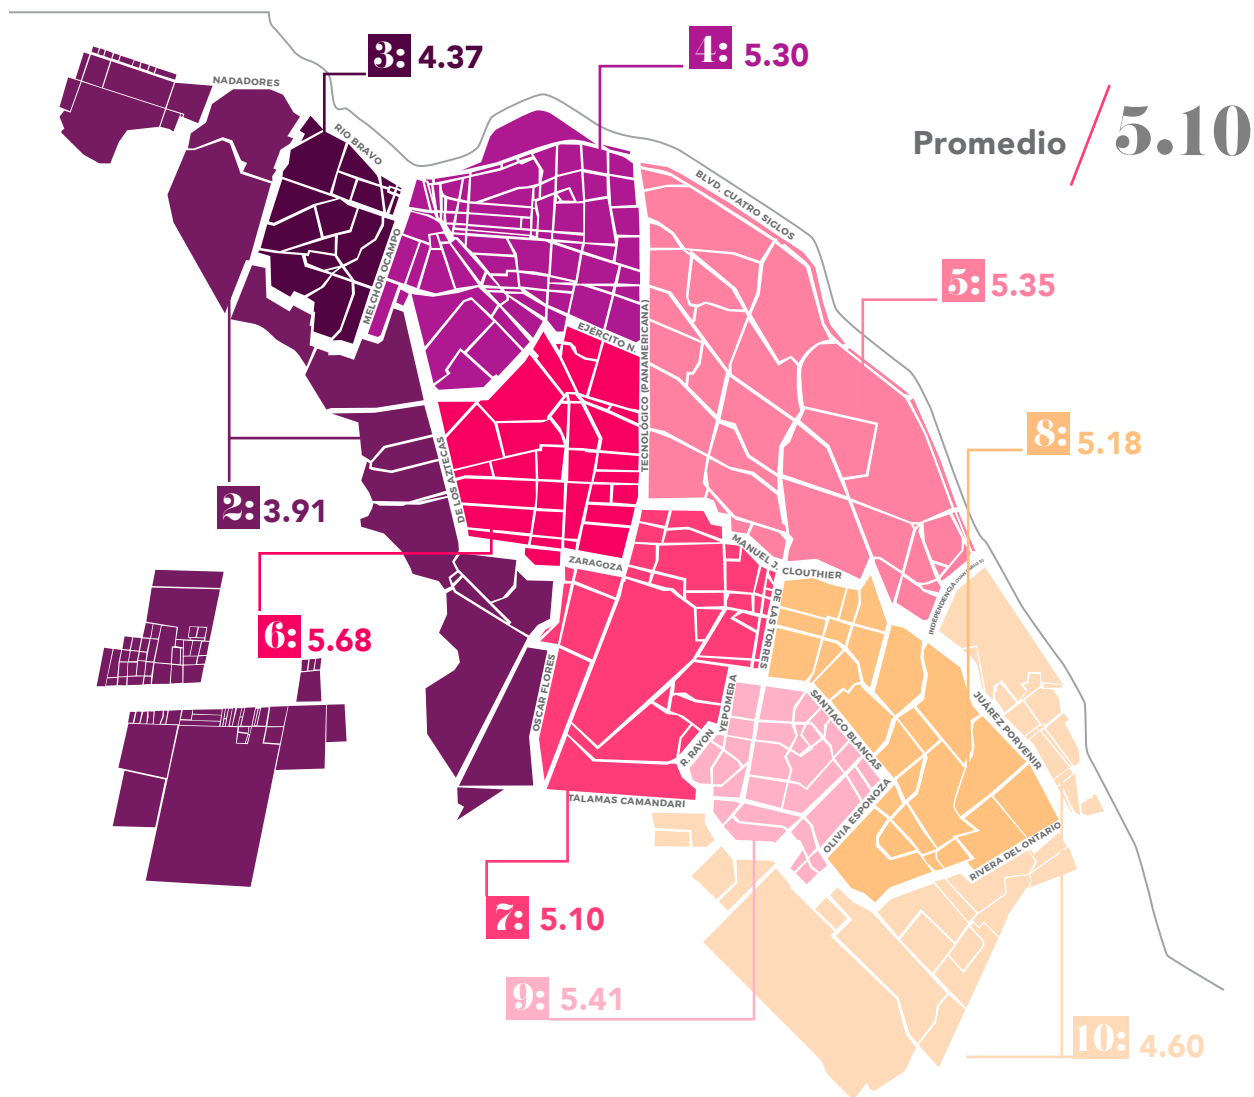 3: 4.37
4: 5.30
Promedio / 5.10
NADADORES
RIO BRAVO
BLVD. CUATRO SIGLOS
MELCHOR OCAMPO
5: 5.35
EJÉRCITO N.
TECNOLÓGICO (PANAMERICANA)
8: 5.18
DE LOS AZTECAS
2: 3.91
ZARAGOZA
MANUEL J. CLOUTHIER
INDEPENDENCIA
DE LAS TORRES
6: 5.68
OSCAR FLORES
YEPOMERA
R. RAYON
SANTIAGO BLANCAS
JUÁREZ PORVENIR
TALAMAS CAMANDARI
OLIVIA ESPONOZA
RIVERA DEL ONTARIO
7: 5.10
9: 5.41
10: 4.60